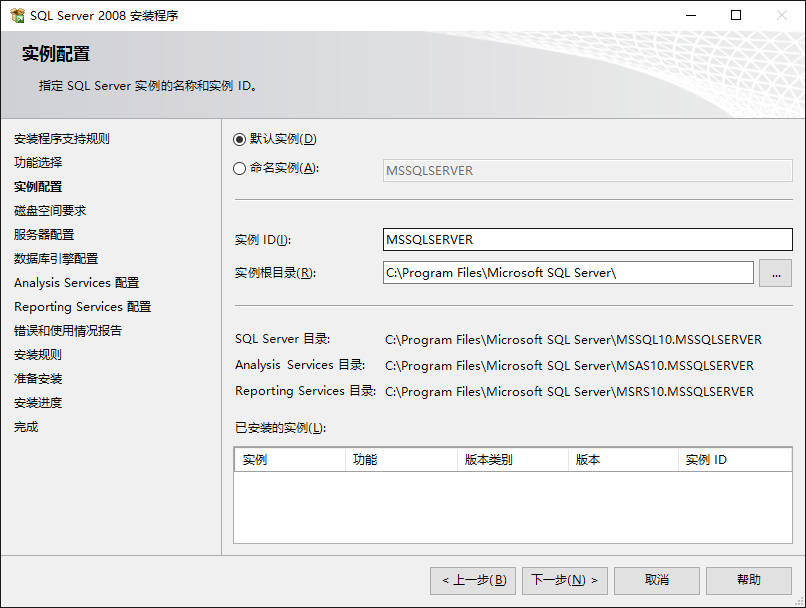 SQL Server 2008 安装程序
实例配置
指定 SQL Server 实例的名称和实例 ID。
安装程序支持规则
功能选择
实例配置
磁盘空间要求
服务器配置
数据库引擎配置
Analysis Services 配置
Reporting Services 配置
错误和使用情况报告
安装规则
准备安装
安装进度
完成
默认实例(D)
命名实例(A): MSSQLSERVER
实例 ID(I): MSSQLSERVER
实例根目录(R): C:\Program Files\Microsoft SQL Server\ ...
SQL Server 目录: C:\Program Files\Microsoft SQL Server\MSSQL10.MSSQLSERVER
Analysis Services 目录: C:\Program Files\Microsoft SQL Server\MSAS10.MSSQLSERVER
Reporting Services 目录: C:\Program Files\Microsoft SQL Server\MSRS10.MSSQLSERVER
已安装的实例(L):
实例 功能 版本类别 版本 实例 ID
< 上一步(B) 下一步(N) > 取消 帮助